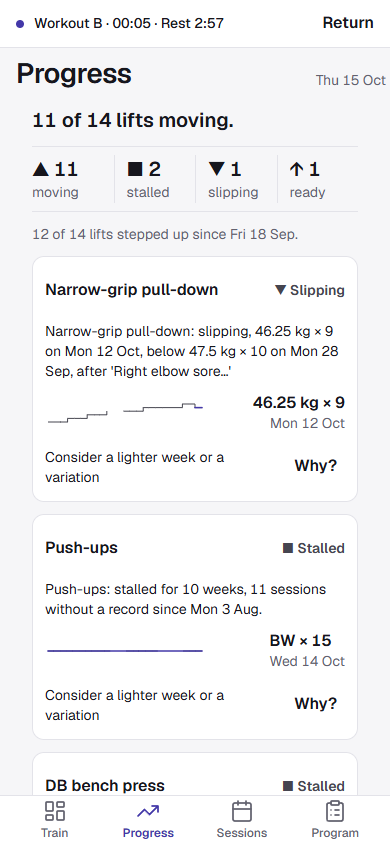 Workout B · 00:05 · Rest 2:57
Return
Progress
Thu 15 Oct
11 of 14 lifts moving.
▲ 11
moving
■ 2
stalled
▼ 1
slipping
↑ 1
ready
12 of 14 lifts stepped up since Fri 18 Sep.
Narrow-grip pull-down
▼ Slipping
Narrow-grip pull-down: slipping, 46.25 kg × 9
on Mon 12 Oct, below 47.5 kg × 10 on Mon 28
Sep, after 'Right elbow sore…'
46.25 kg × 9
Mon 12 Oct
Consider a lighter week or a
variation
Why?
Push-ups
■ Stalled
Push-ups: stalled for 10 weeks, 11 sessions
without a record since Mon 3 Aug.
BW × 15
Wed 14 Oct
Consider a lighter week or a
variation
Why?
DB bench press
■ Stalled
Train
Progress
Sessions
Program